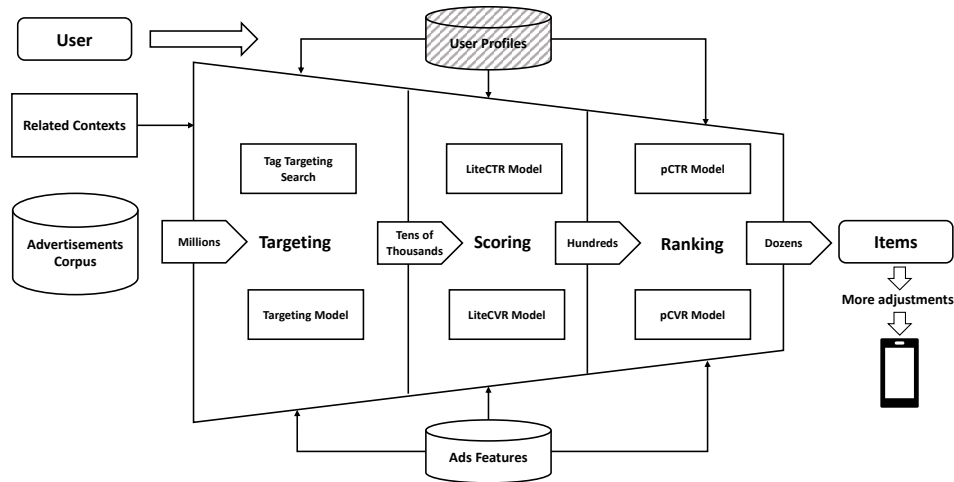 User
User Profiles
Related Contexts
Tag Targeting
Search
LiteCTR Model
pCTR Model
Advertisements
Corpus
Millions
Targeting
Tens of
Thousands
Scoring
Hundreds
Ranking
Dozens
Items
More adjustments
Targeting Model
LiteCVR Model
pCVR Model
Ads Features